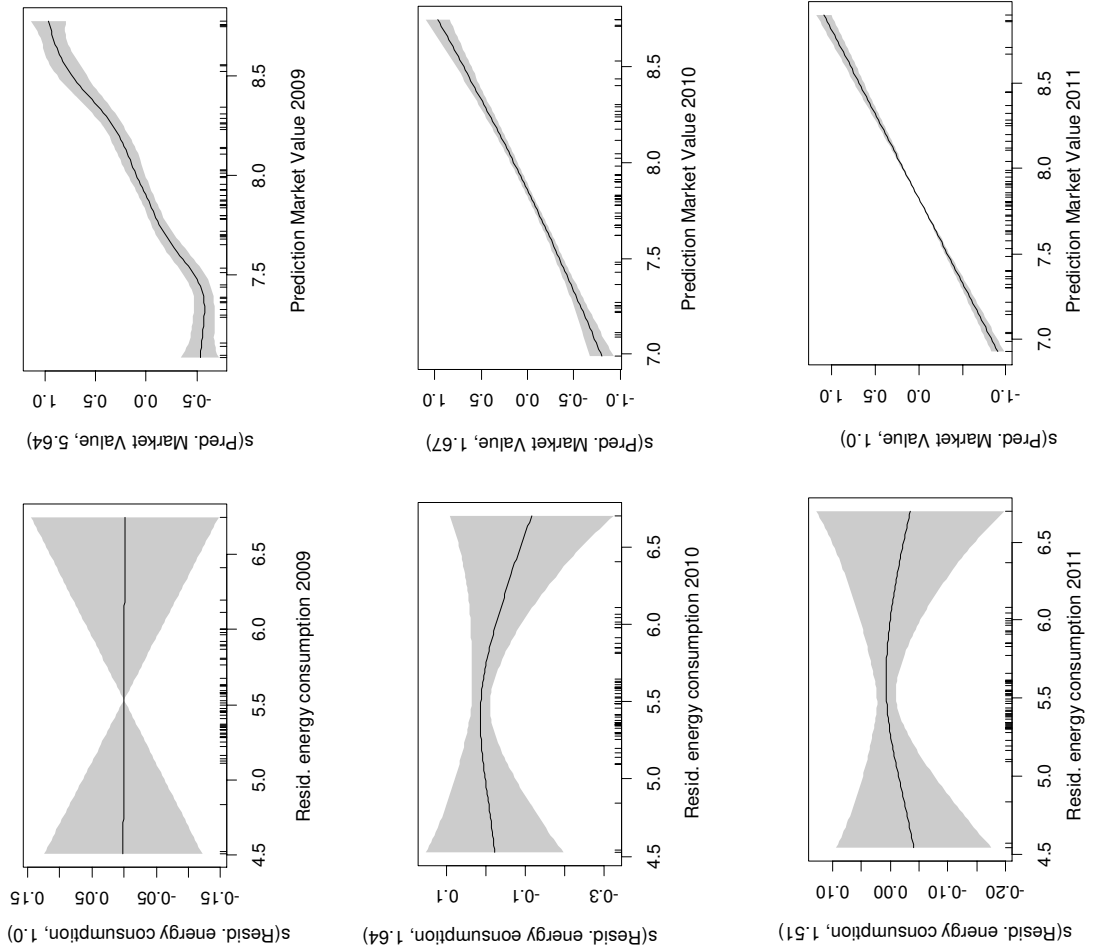 s(Resid. energy consumption, 1.0)
0.15
0.05
-0.05
-0.15
4.5 5.0 5.5 6.0 6.5
Resid. energy consumption 2009
s(Pred. Market Value, 5.64)
1.0
0.5
0.0
-0.5
7.5 8.0 8.5
Prediction Market Value 2009
s(Resid. energy eonsumption, 1.64)
0.1
-0.1
-0.3
4.5 5.0 5.5 6.0 6.5
Resid. energy consumption 2010
s(Pred. Market Value, 1.67)
1.0
0.5
0.0
-0.5
-1.0
7.0 7.5 8.0 8.5
Prediction Market Value 2010
s(Resid. energy consumption, 1.51)
0.10
0.00
-0.10
-0.20
4.5 5.0 5.5 6.0 6.5
Resid. energy consumption 2011
s(Pred. Market Value, 1.0)
1.0
0.0
-1.0
7.0 7.5 8.0 8.5
Prediction Market Value 2011